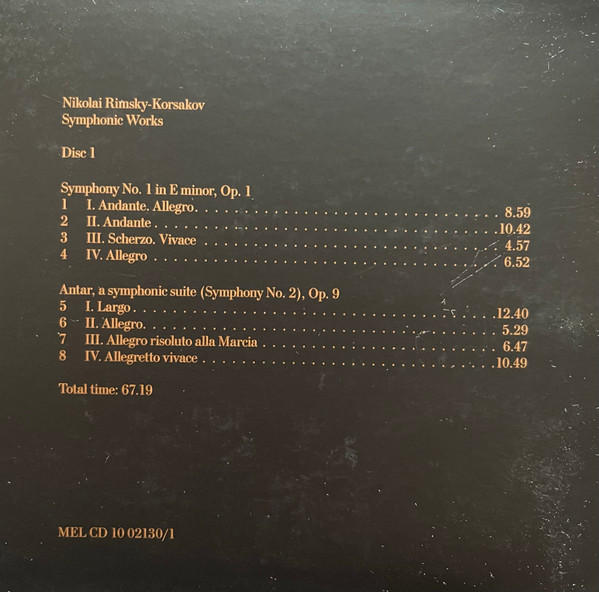 Nikolai Rimsky-Korsakov
Symphonic Works
Disc 1
Symphony No. 1 in E minor, Op. 1
1 I. Andante. Allegro. . . . . . . . . . . . . . . . . . . . . . . . . . . . . . . 8.59
2 II. Andante . . . . . . . . . . . . . . . . . . . . . . . . . . . . . . . . . . . 10.42
3 III. Scherzo. Vivace . . . . . . . . . . . . . . . . . . . . . . . . . . . . . . 4.57
4 IV. Allegro . . . . . . . . . . . . . . . . . . . . . . . . . . . . . . . . . . . 6.52
Antar, a symphonic suite (Symphony No. 2), Op. 9
5 I. Largo . . . . . . . . . . . . . . . . . . . . . . . . . . . . . . . . . . . . 12.40
6 II. Allegro. . . . . . . . . . . . . . . . . . . . . . . . . . . . . . . . . . . 5.29
7 III. Allegro risoluto alla Marcia . . . . . . . . . . . . . . . . . . . . . . . 6.47
8 IV. Allegretto vivace . . . . . . . . . . . . . . . . . . . . . . . . . . . . . 10.49
Total time: 67.19
MEL CD 10 02130/1